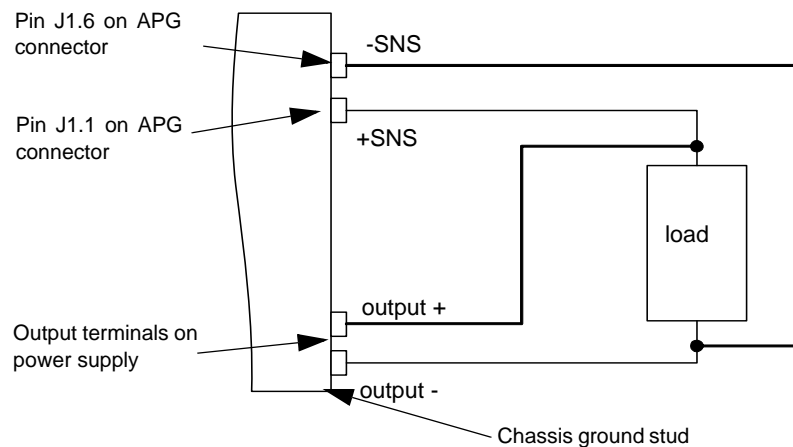 Pin J1.6 on APG
connector
-SNS
Pin J1.1 on APG
connector
+SNS
load
output +
Output terminals on
power supply
output -
Chassis ground stud